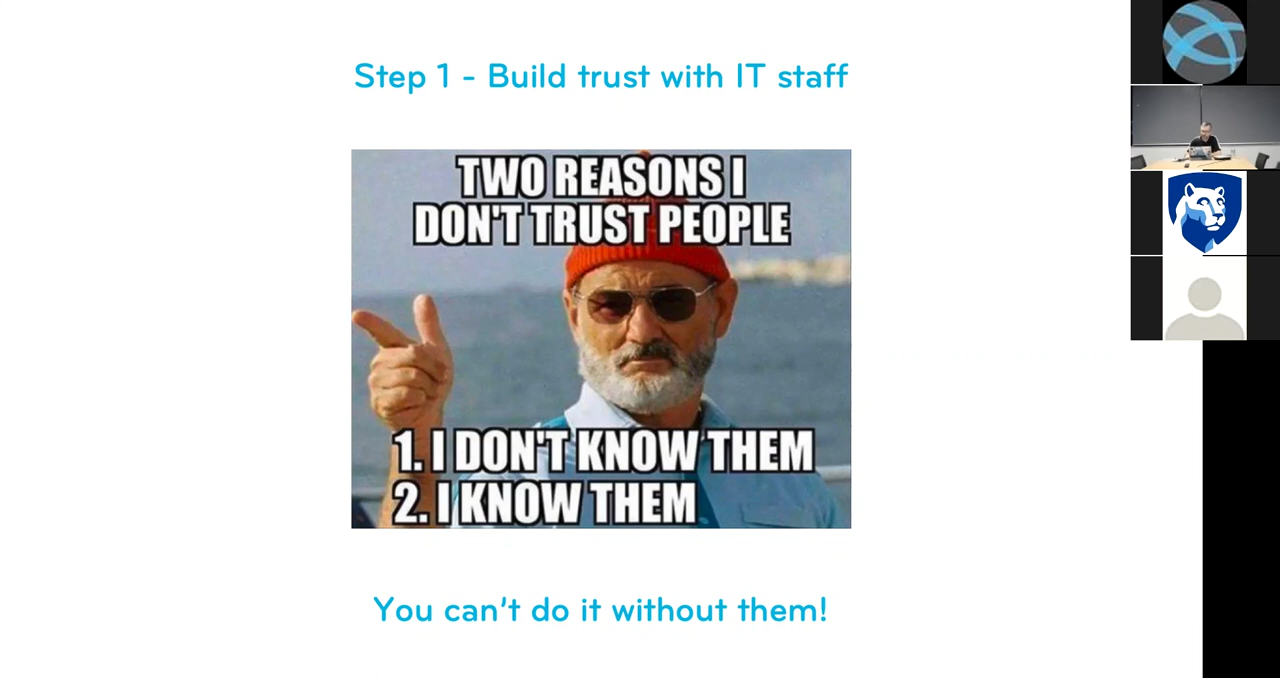 Step 1 - Build trust with IT staff
TWO REASONS I
DON'T TRUST PEOPLE
1. I DON'T KNOW THEM
2. I KNOW THEM
You can't do it without them!